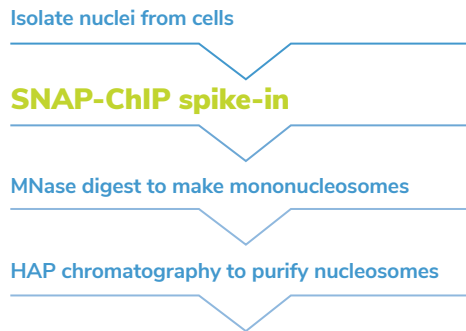 Isolate nuclei from cells
SNAP-ChIP spike-in
MNase digest to make mononucleosomes
HAP chromatography to purify nucleosomes